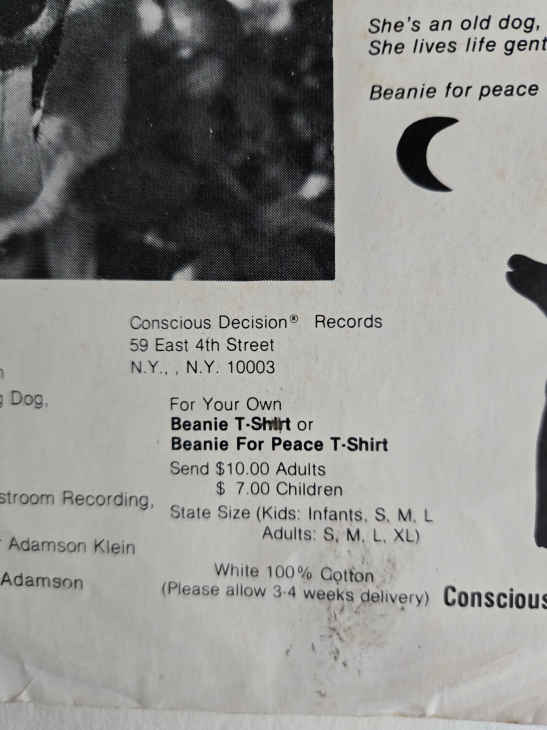 She's an old dog,
She lives life gent
Beanie for peace
Conscious Decision® Records
59 East 4th Street
N.Y., , N.Y. 10003
g Dog,
For Your Own
Beanie T-Shirt or
Beanie For Peace T-Shirt
Send $10.00 Adults
$ 7.00 Children
stroom Recording,
State Size (Kids: Infants, S, M, L
Adults: S, M, L, XL)
Adamson Klein
Adamson
White 100% Cotton
(Please allow 3-4 weeks delivery)
Conscious